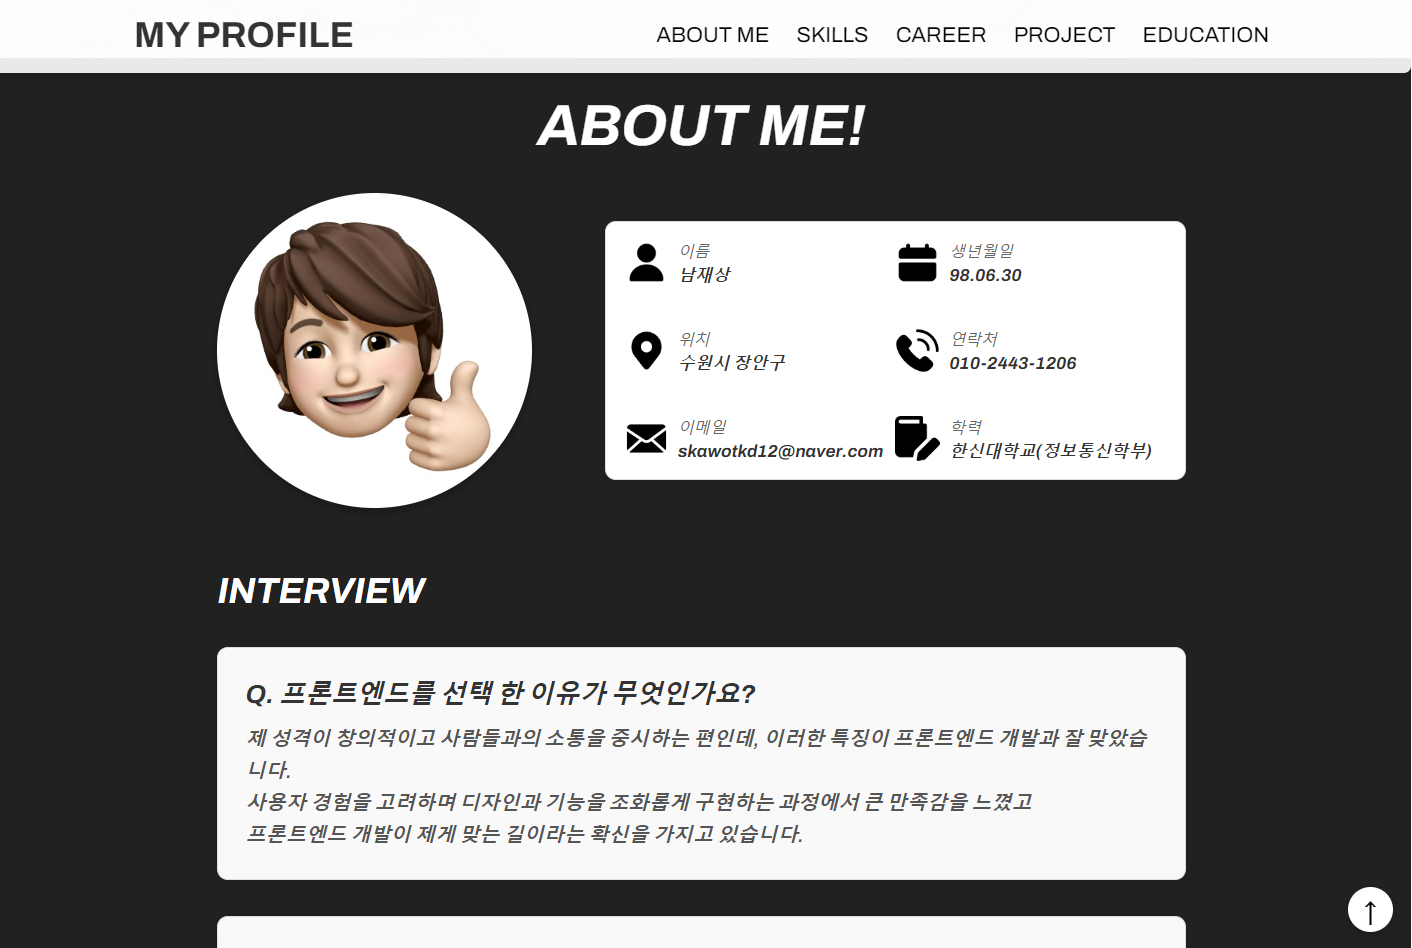 MY PROFILE
ABOUT ME SKILLS CAREER PROJECT EDUCATION
ABOUT ME!
이름
남재상
생년월일
98.06.30
위치
수원시 장안구
연락처
010-2443-1206
이메일
skawotkd12@naver.com
학력
한신대학교(정보통신학부)
INTERVIEW
Q. 프론트엔드를 선택 한 이유가 무엇인가요?
제 성격이 창의적이고 사람들과의 소통을 중시하는 편인데, 이러한 특징이 프론트엔드 개발과 잘 맞았습
니다.
사용자 경험을 고려하며 디자인과 기능을 조화롭게 구현하는 과정에서 큰 만족감을 느꼈고
프론트엔드 개발이 제게 맞는 길이라는 확신을 가지고 있습니다.
↑